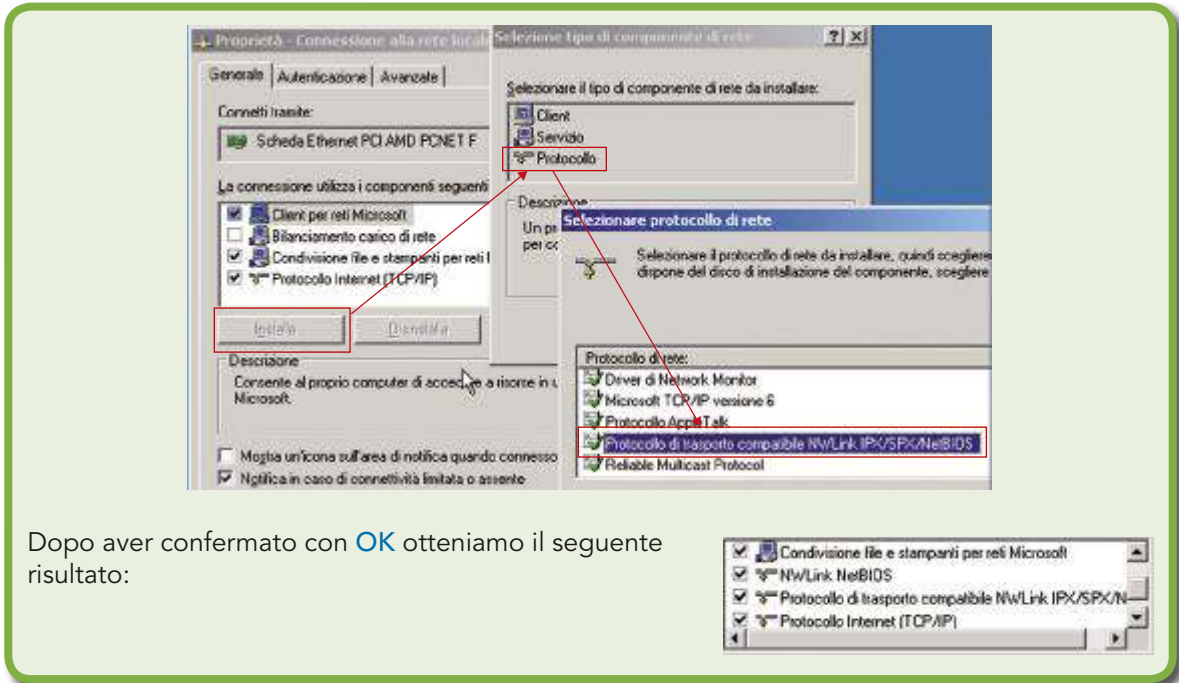 Proprietà - Connessione alla rete locale
Generale Autenticazione Avanzate
Connetti tramite:
Scheda Ethernet PCI AMD PCNET F
La connessione utilizza i componenti seguenti
Client per reti Microsoft
Bilanciamento carico di rete
Condivisione file e stampanti per reti
Protocollo Internet (TCP/IP)
Installa Disinstalla
Descrizione
Consente al proprio computer di accedere a risorse in
Microsoft.
Mostra un'icona sull'area di notifica quando connesso
Notifica in caso di connettività limitata o assente
Selezione tipo di componente di rete
Selezionare il tipo di componente di rete da installare:
Client
Servizio
Protocollo
Descrizione
Un
per
Selezionare protocollo di rete
Selezionare il protocollo di rete da installare, quindi scegliere
dispone del disco di installazione del componente, scegliere
Protocollo di rete:
Driver di Network Monitor
Microsoft TCP/IP versione 6
Protocollo AppleTalk
Protocollo di trasporto compatibile NWLink IPX/SPX/NetBIOS
Reliable Multicast Protocol
Dopo aver confermato con OK otteniamo il seguente
risultato:
Condivisione file e stampanti per reti Microsoft
NWLink NetBIOS
Protocollo di trasporto compatibile NWLink IPX/SPX/N
Protocollo Internet (TCP/IP)